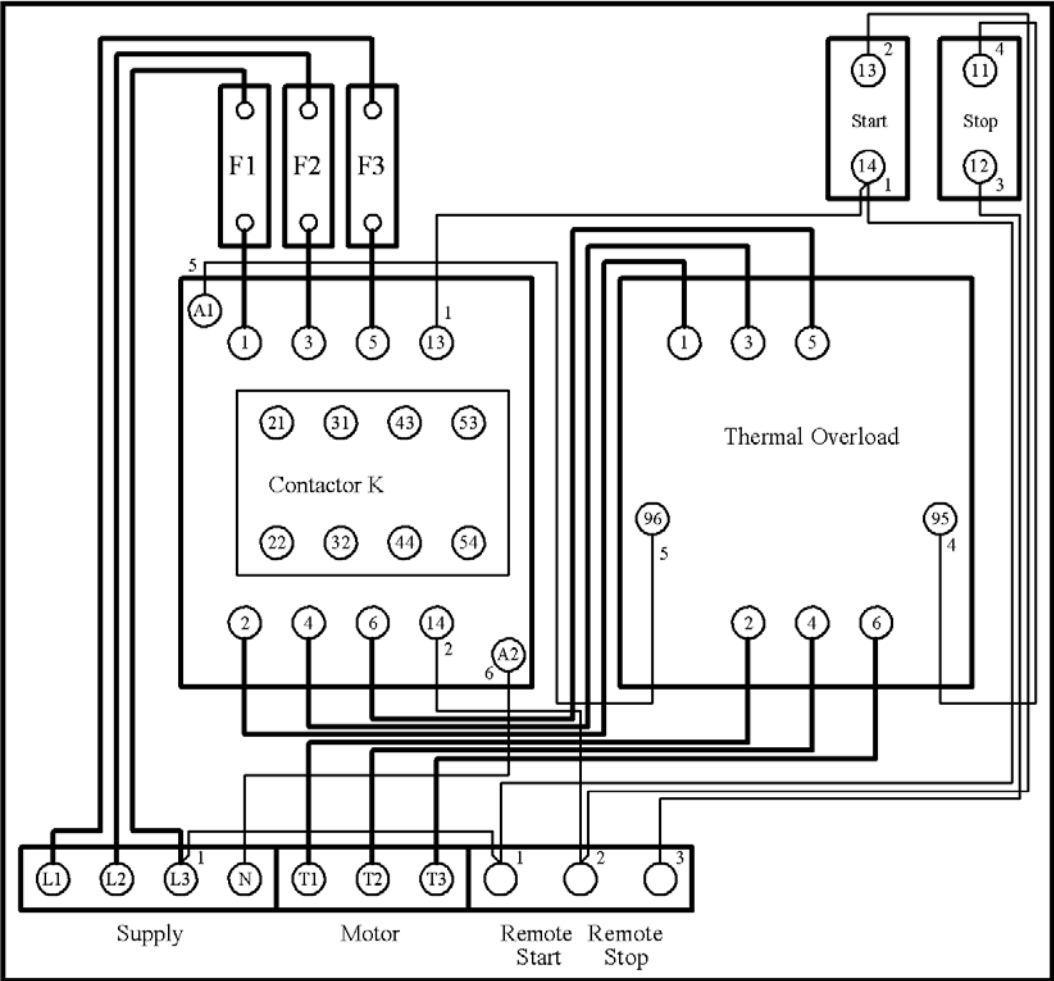 2 4
13 11
Start Stop
14 12
1 3
F1 F2 F3
5
A1
1
1 3 5 13
1 3 5
21 31 43 53
Thermal Overload
Contactor K
96 95
5 4
22 32 44 54
2 4 6 14
2 4 6
2
A2
6
1 1 2 3
L1 L2 L3 N T1 T2 T3
Supply Motor Remote Remote
Start Stop